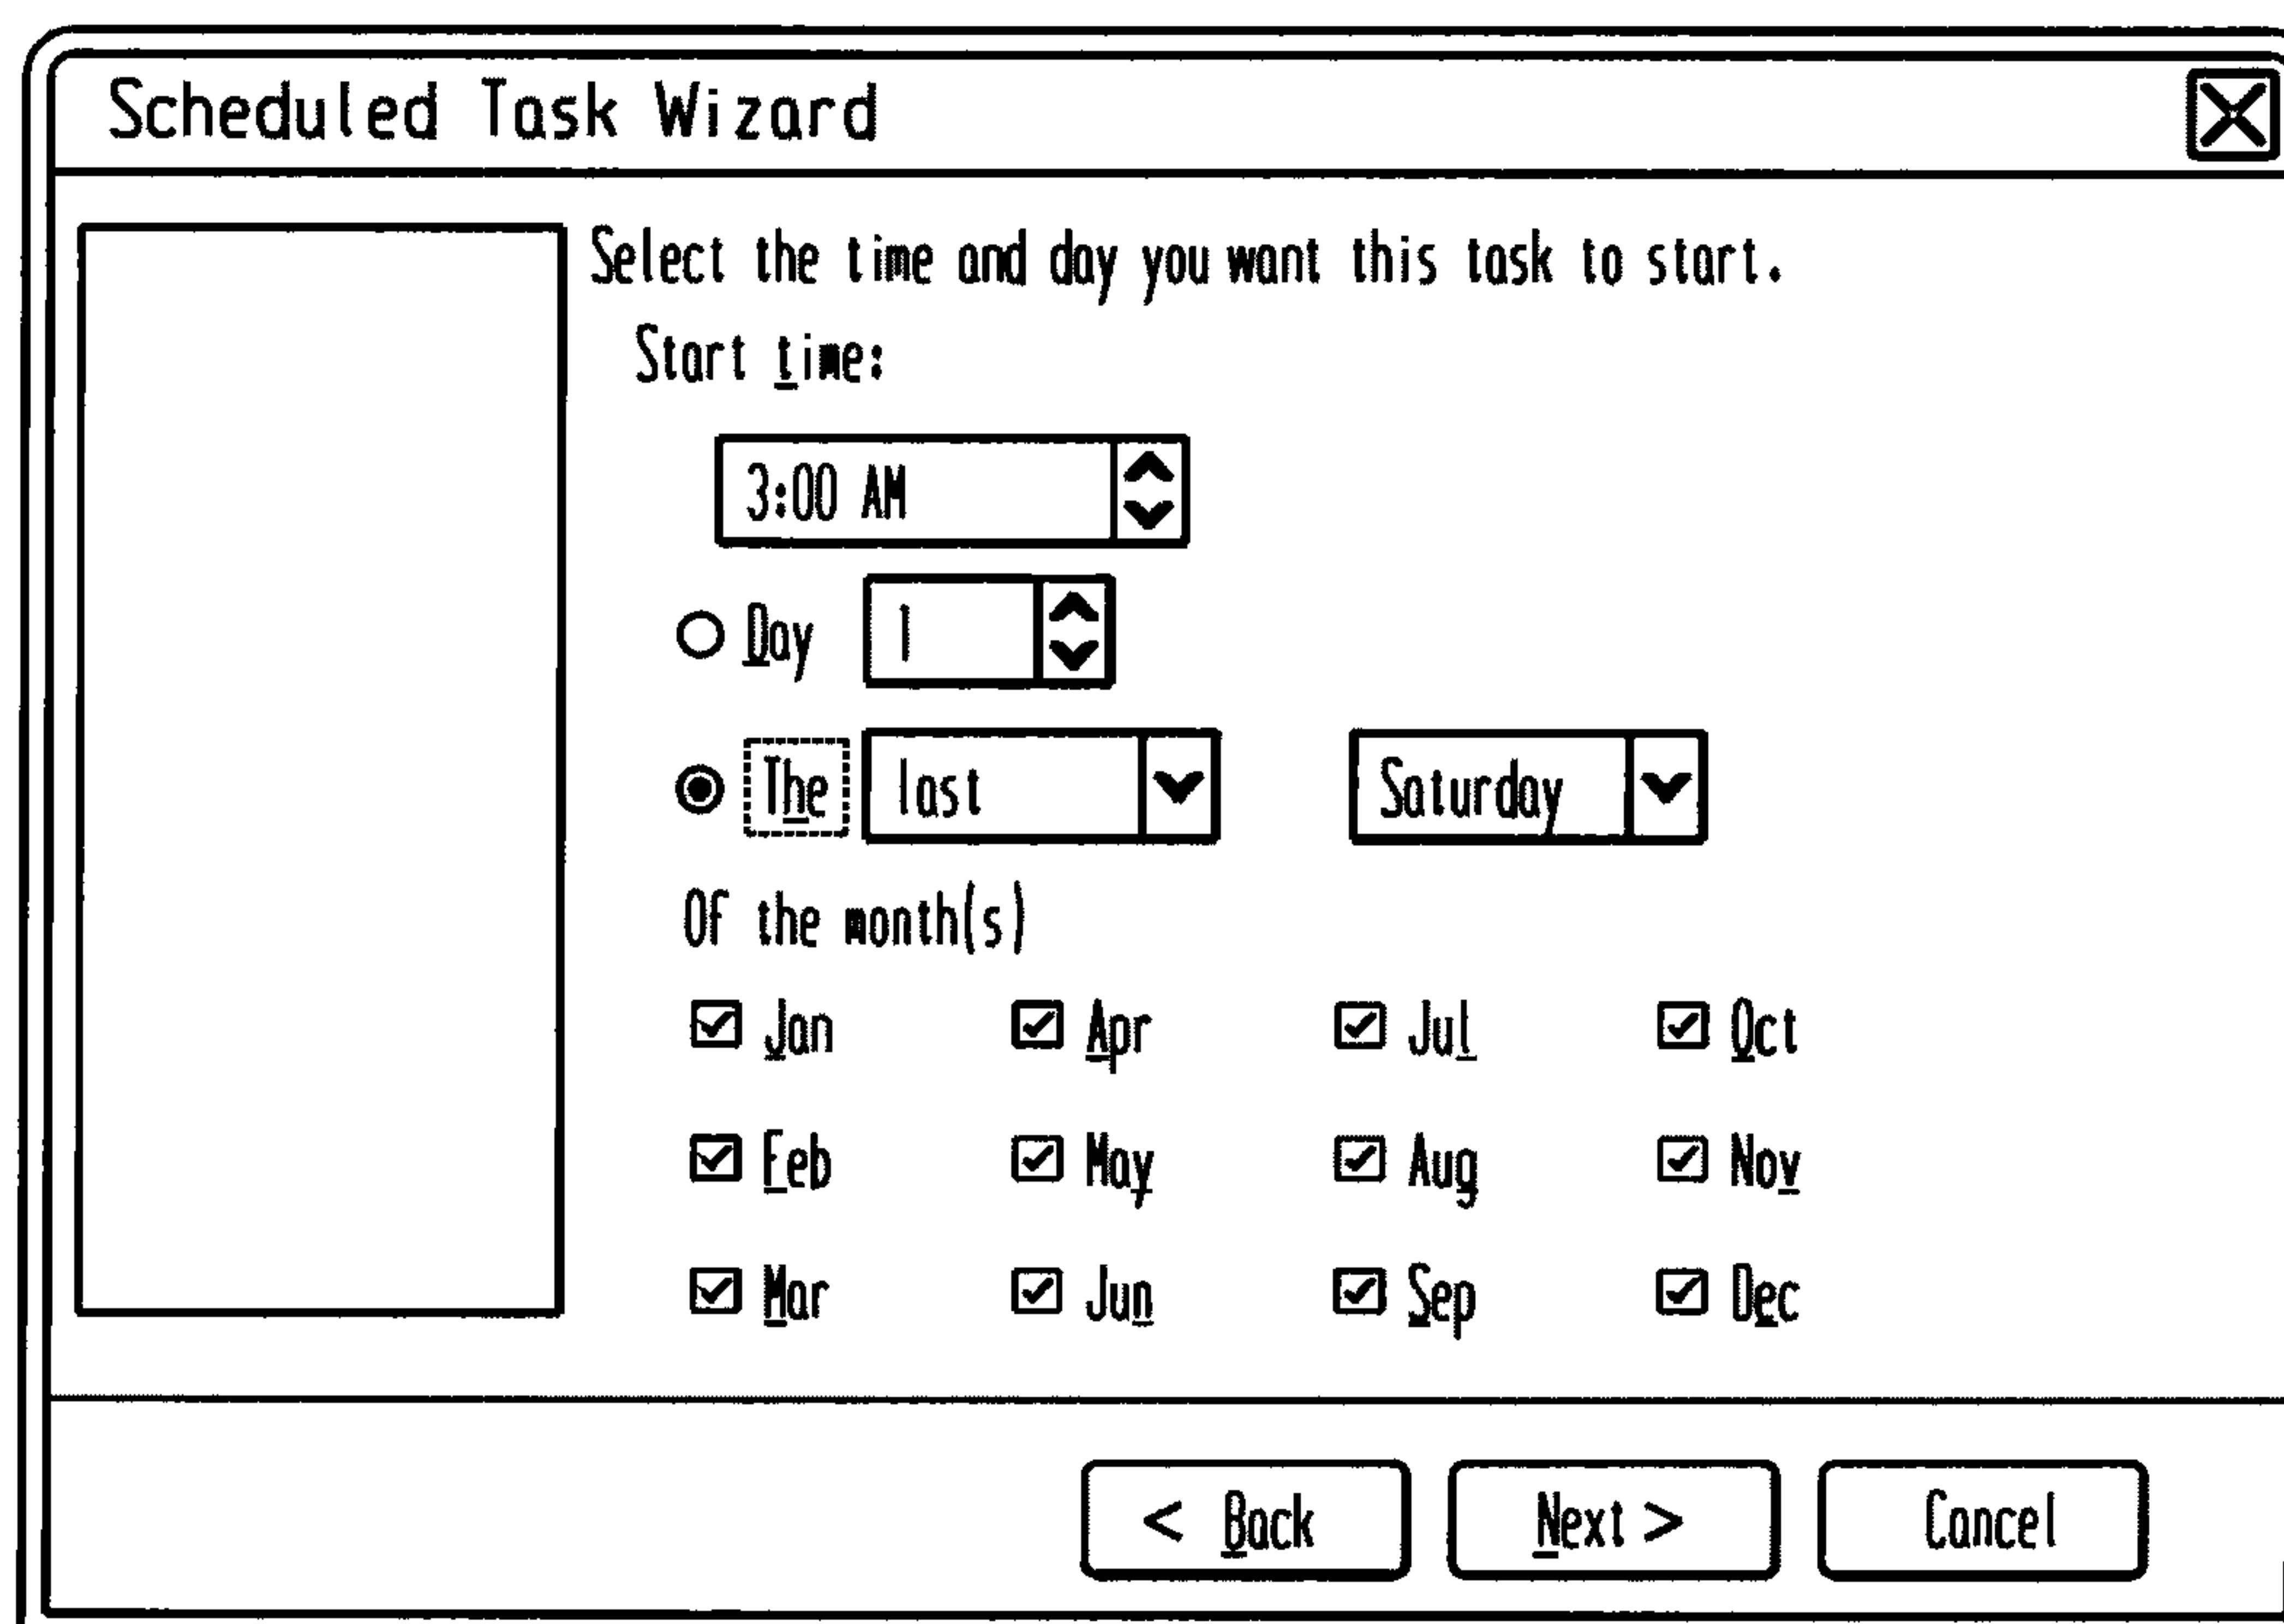 Scheduled Task Wizard
Select the time and day you want this task to start.
Start time:
3:00 AM
Day 1
The last Saturday
Of the month(s)
Jan Apr Jul Oct
Feb May Aug Nov
Mar Jun Sep Dec
< Back Next > Cancel